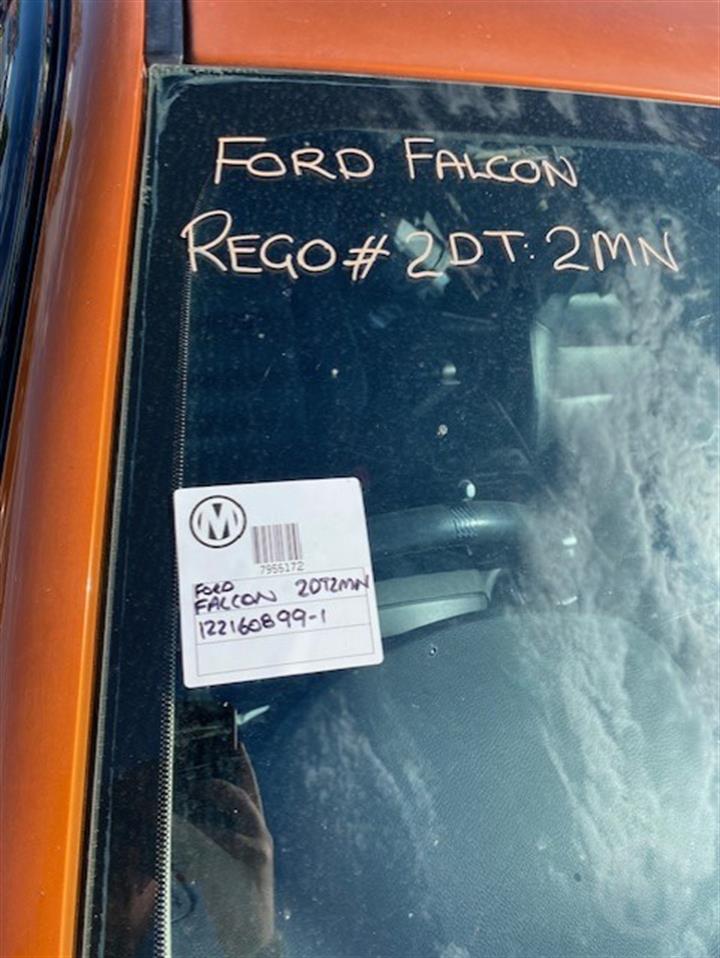 FORD FALCON
REGO# 2DT:2MN
M
7955172
FORD
FALCON 2DT2MN
122160899-1